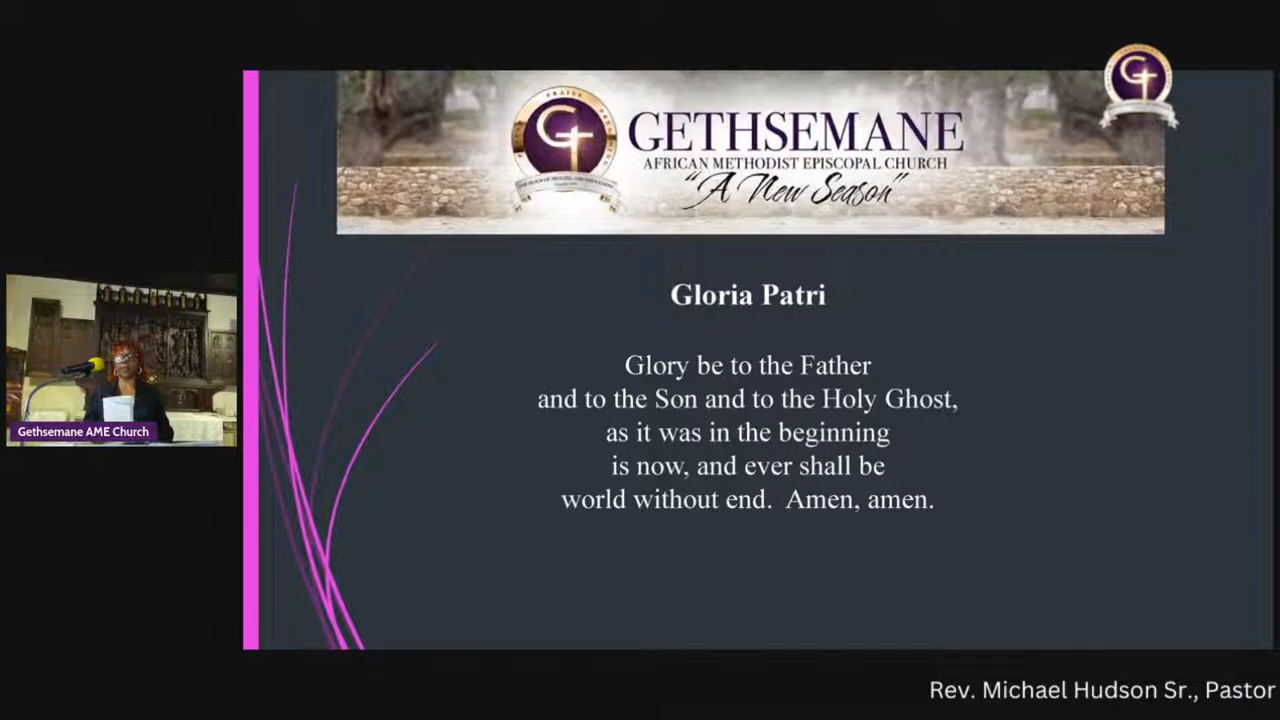 PRAISE
GETHSEMANE
AFRICAN METHODIST EPISCOPAL CHURCH
"A New Season"
Gloria Patri
Glory be to the Father
and to the Son and to the Holy Ghost,
as it was in the beginning
is now, and ever shall be
world without end.  Amen, amen.
Gethsemane AME Church
Rev. Michael Hudson Sr., Pastor